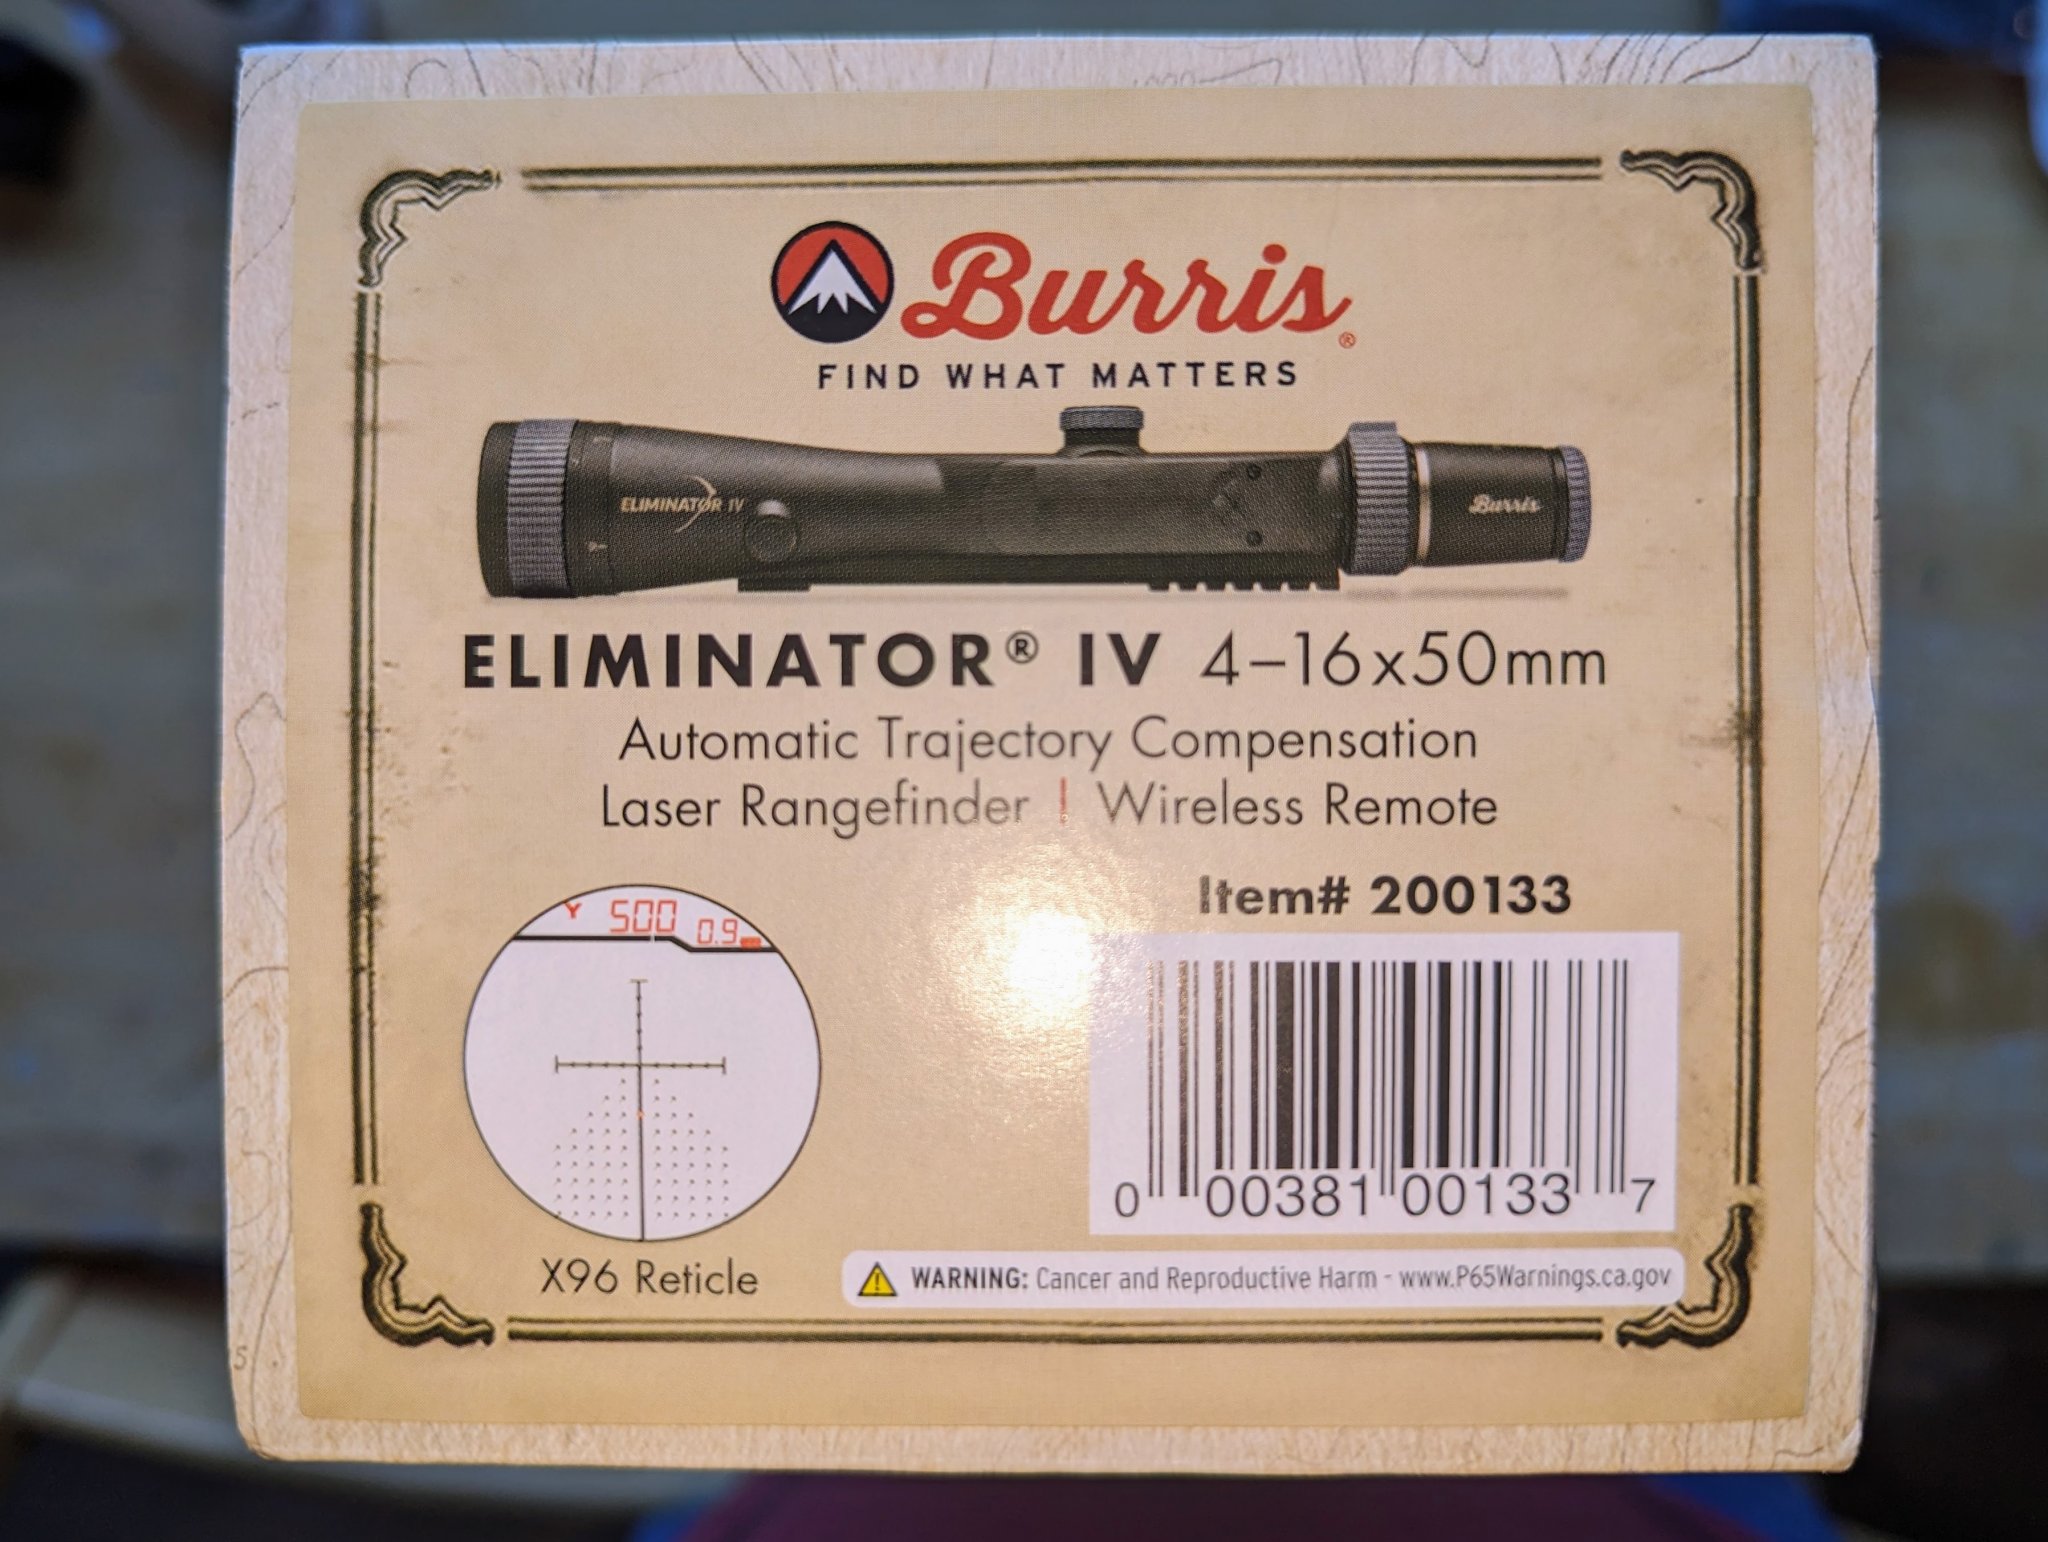 Burris®
FIND WHAT MATTERS
ELIMINATOR IV
Burris
ELIMINATOR® IV 4–16x50mm
Automatic Trajectory Compensation
Laser Rangefinder | Wireless Remote
Item# 200133
Y 500 0.9
0 00381 00133 7
X96 Reticle
WARNING: Cancer and Reproductive Harm - www.P65Warnings.ca.gov